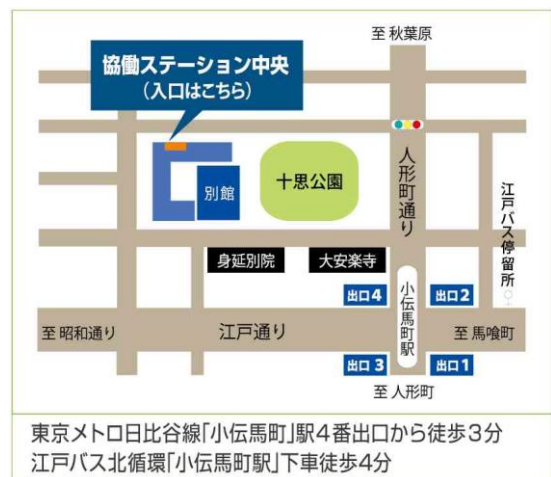 至 秋葉原
協働ステーション中央
（入口はこちら）
人形町通り
別館
十思公園
江戸バス停留所
身延別院
大安楽寺
出口4
小伝馬町駅
出口2
至 昭和通り
江戸通り
至 馬喰町
出口3
出口1
至 人形町
東京メトロ日比谷線「小伝馬町」駅4番出口から徒歩3分
江戸バス北循環「小伝馬町駅」下車徒歩4分